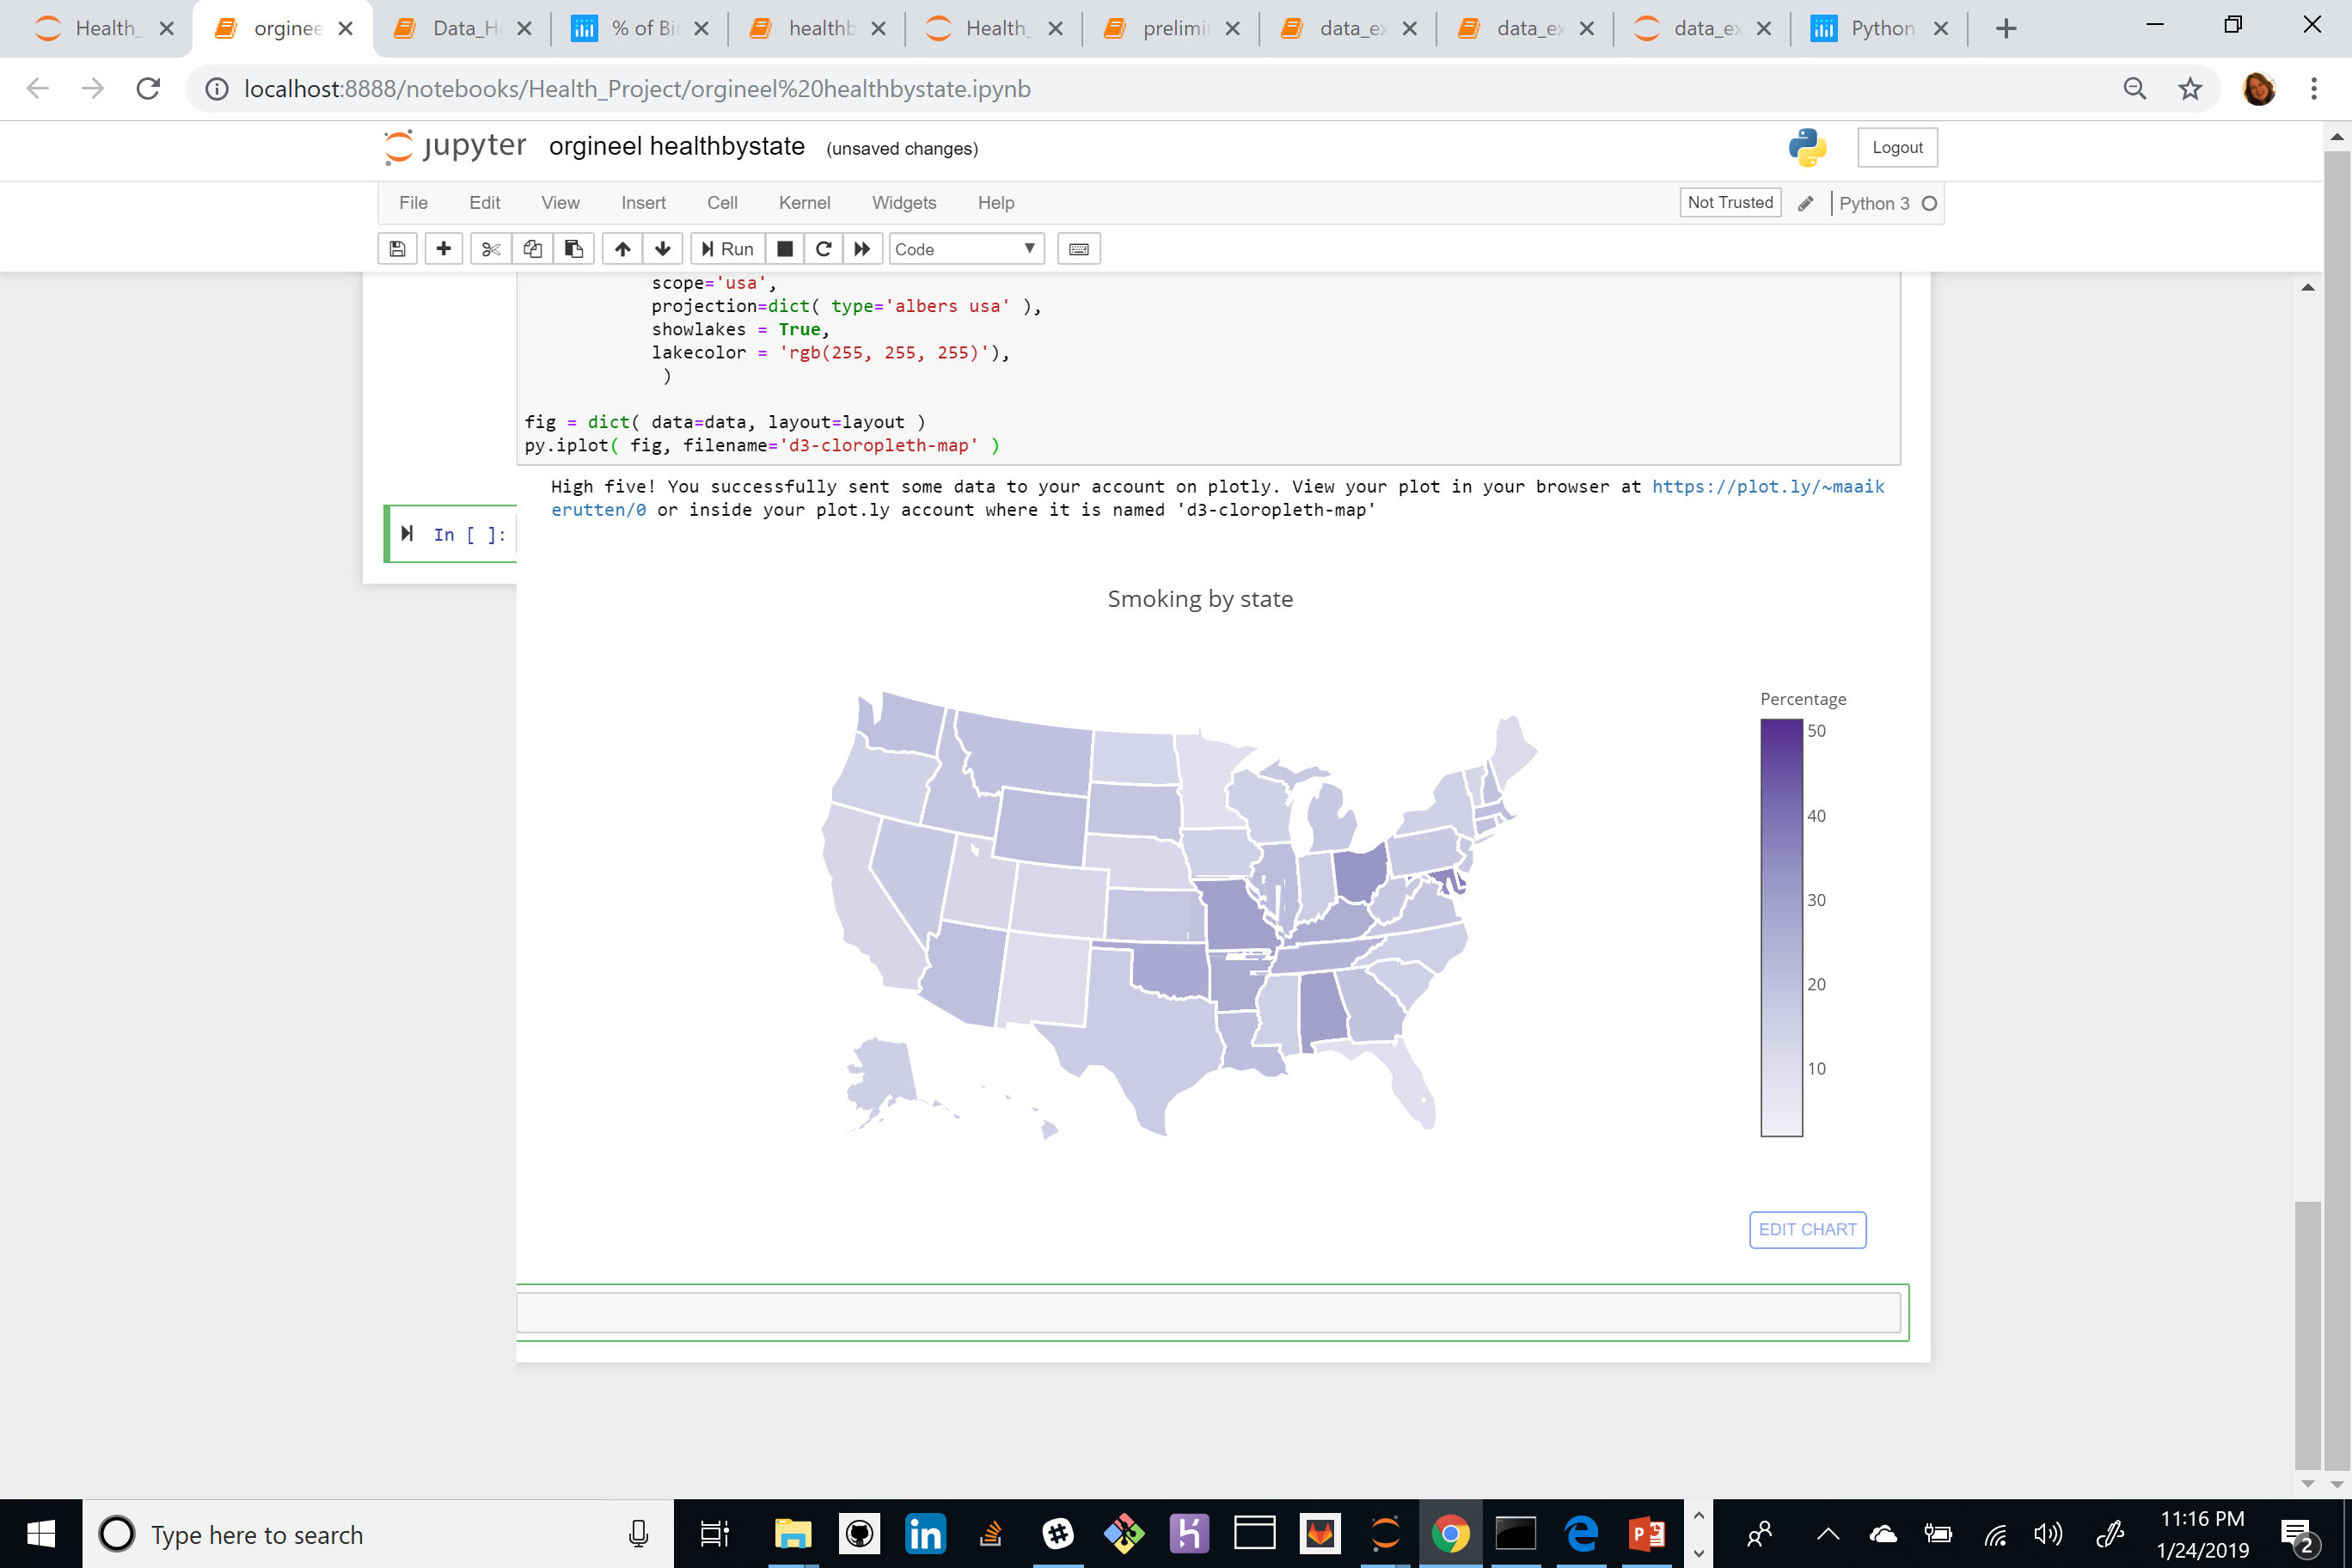 Health_
orginee
Data_H
% of Bi
healthb
Health_
prelimi
data_ex
data_ex
data_ex
Python
localhost:8888/notebooks/Health_Project/orgineel%20healthbystate.ipynb
jupyter orgineel healthbystate (unsaved changes)
Logout
File Edit View Insert Cell Kernel Widgets Help
Not Trusted
Python 3
Run
Code
scope='usa',
projection=dict( type='albers usa' ),
showlakes = True,
lakecolor = 'rgb(255, 255, 255)'),
)
fig = dict( data=data, layout=layout )
py.iplot( fig, filename='d3-cloropleth-map' )
High five! You successfully sent some data to your account on plotly. View your plot in your browser at https://plot.ly/~maaik
erutten/0 or inside your plot.ly account where it is named 'd3-cloropleth-map'
In [ ]:
Smoking by state
Percentage
50
40
30
20
10
EDIT CHART
Type here to search
in
11:16 PM
1/24/2019
2